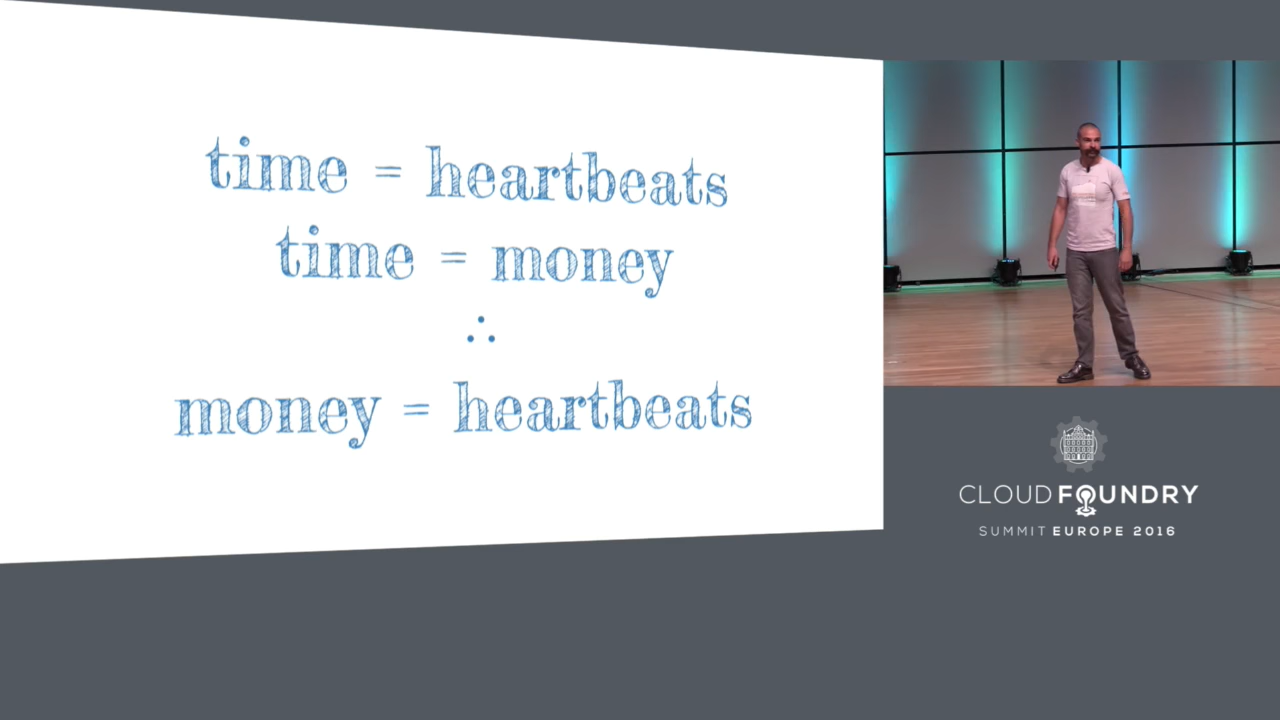 time = heartbeats
time = money
∴
money = heartbeats
CLOUD FOUNDRY
SUMMIT EUROPE 2016